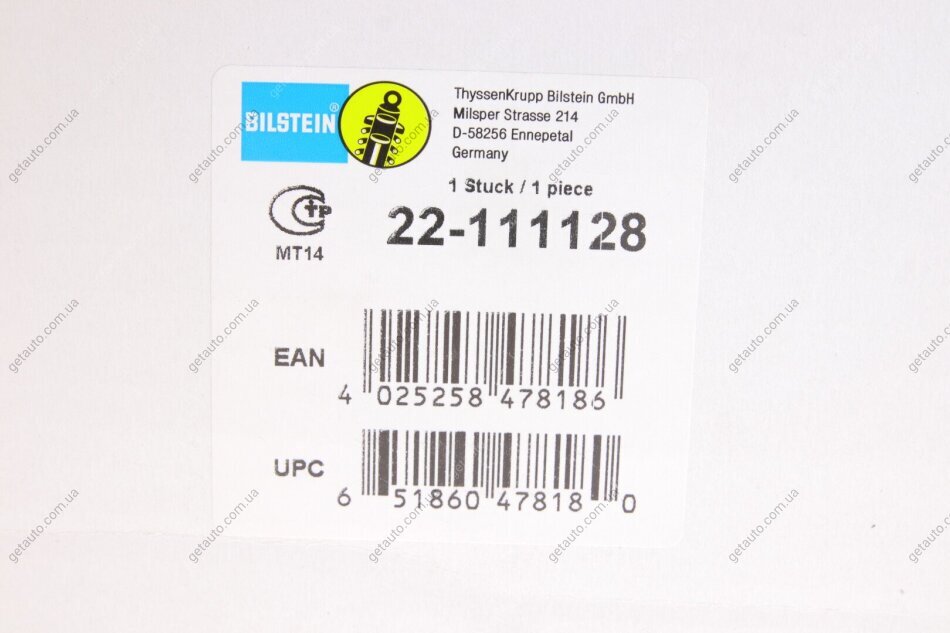 BILSTEIN®
ThyssenKrupp Bilstein GmbH
Milsper Strasse 214
D-58256 Ennepetal
Germany
1 Stuck / 1 piece
22-111128
MT14
EAN
4 025258 478186
UPC
6 51860 47818 0
getauto.com.ua